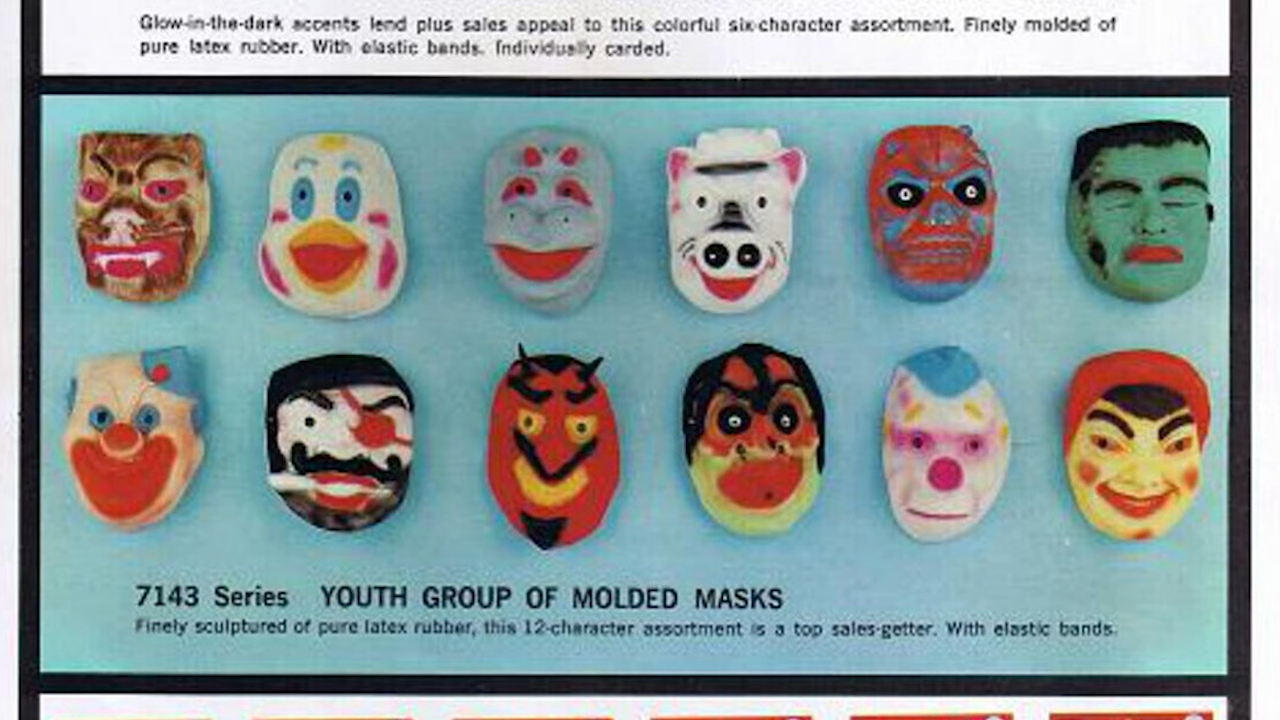 Glow-in-the-dark accents lend plus sales appeal to this colorful six-character assortment. Finely molded of
pure latex rubber. With elastic bands. Individually carded.
7143 Series YOUTH GROUP OF MOLDED MASKS
Finely sculptured of pure latex rubber, this 12-character assortment is a top sales-getter. With elastic bands.